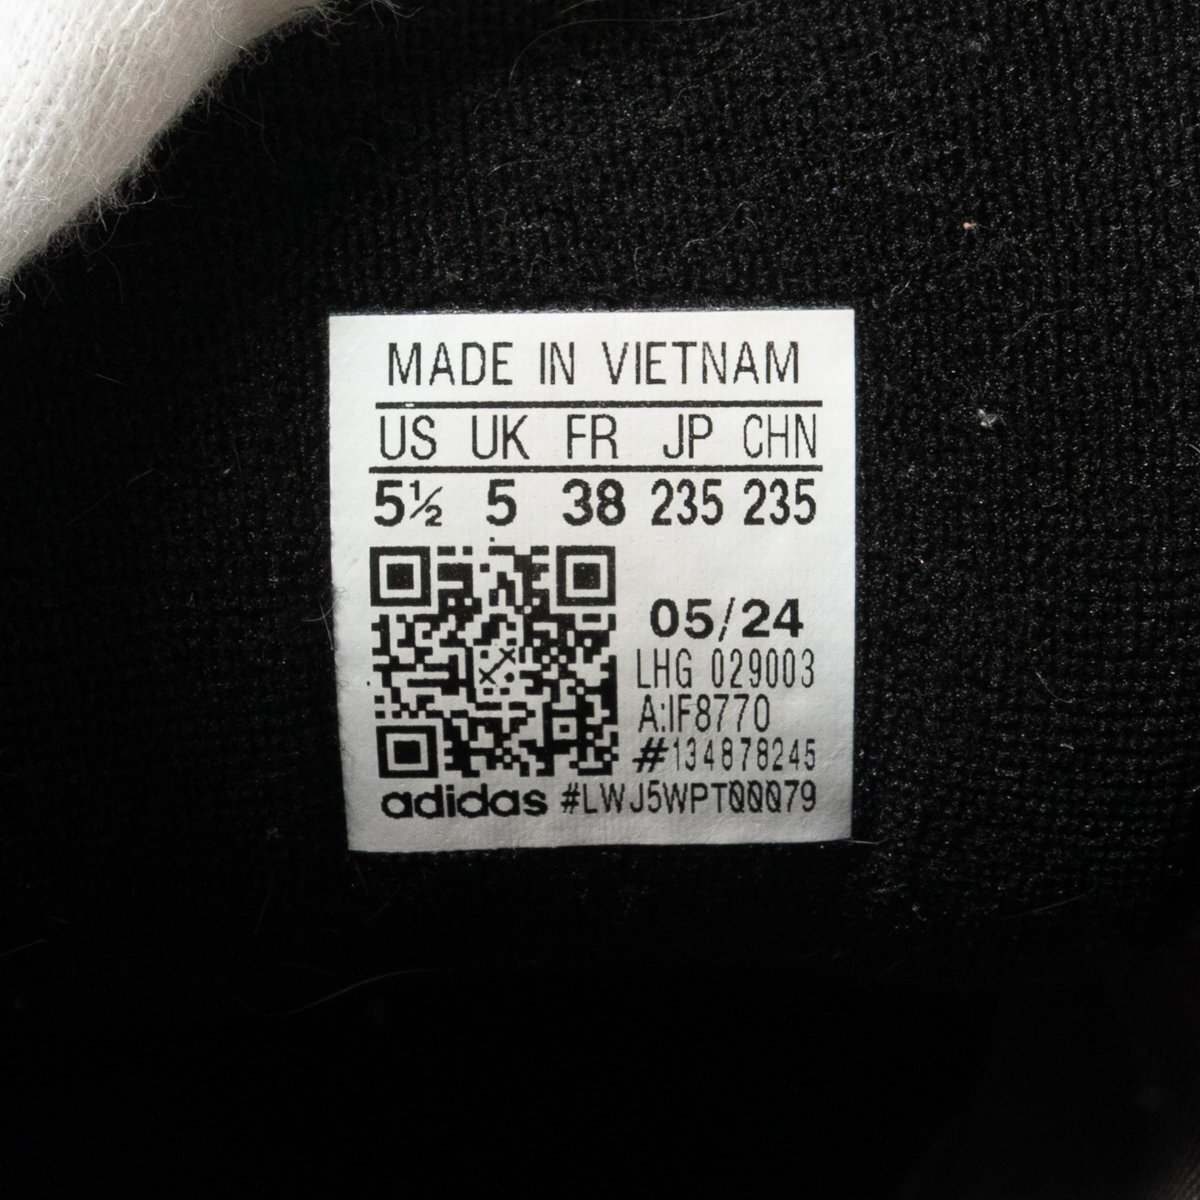 MADE IN VIETNAM
US UK FR JP CHN
5½ 5 38 235 235
05/24
LHG 029003
A:IF8770
#134878245
adidas #LWJ5WPT00079